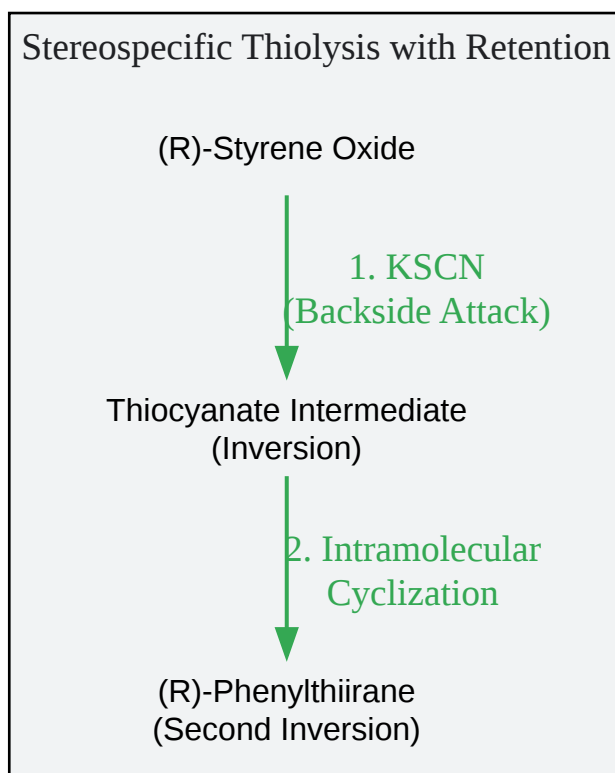 Stereospecific Thiolysis with Retention
(R)-Styrene Oxide
1. KSCN
(Backside Attack)
Thiocyanate Intermediate
(Inversion)
2. Intramolecular
Cyclization
(R)-Phenylthiirane
(Second Inversion)